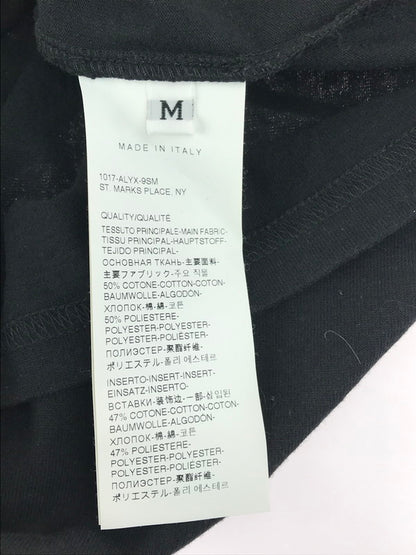 M
MADE IN ITALY
1017-ALYX-9SM
ST. MARKS PLACE, NY
QUALITY/QUALITÉ
TESSUTO PRINCIPALE-MAIN FABRIC-
TISSU PRINCIPAL-HAUPTSTOFF-
TEJIDO PRINCIPAL-
ОСНОВНАЯ ТКАНЬ-主要面料-
主要ファブリック-주요 직물
50% COTONE-COTTON-COTON-
BAUMWOLLE-ALGODÓN-
ХЛОПОК-棉-綿-코튼
50% POLIESTERE-
POLYESTER-POLYESTER-
POLYESTER-POLYESTER-
ПОЛИЭСТЕР-聚酯纤维-
ポリエステル-폴리 에스테르
INSERTO-INSERT-INSERT-
EINSATZ-INSERTO-
ВСТАВКИ-装饰边-一部-삽입된
47% COTONE-COTTON-COTON-
BAUMWOLLE-ALGODÓN-
ХЛОПОК-棉-綿-코튼
47% POLIESTERE-
POLYESTER-POLYESTER-
POLYESTER-POLYESTER-
ПОЛИЭСТЕР-聚酯纤维-
ポリエステル-폴리 에스테르